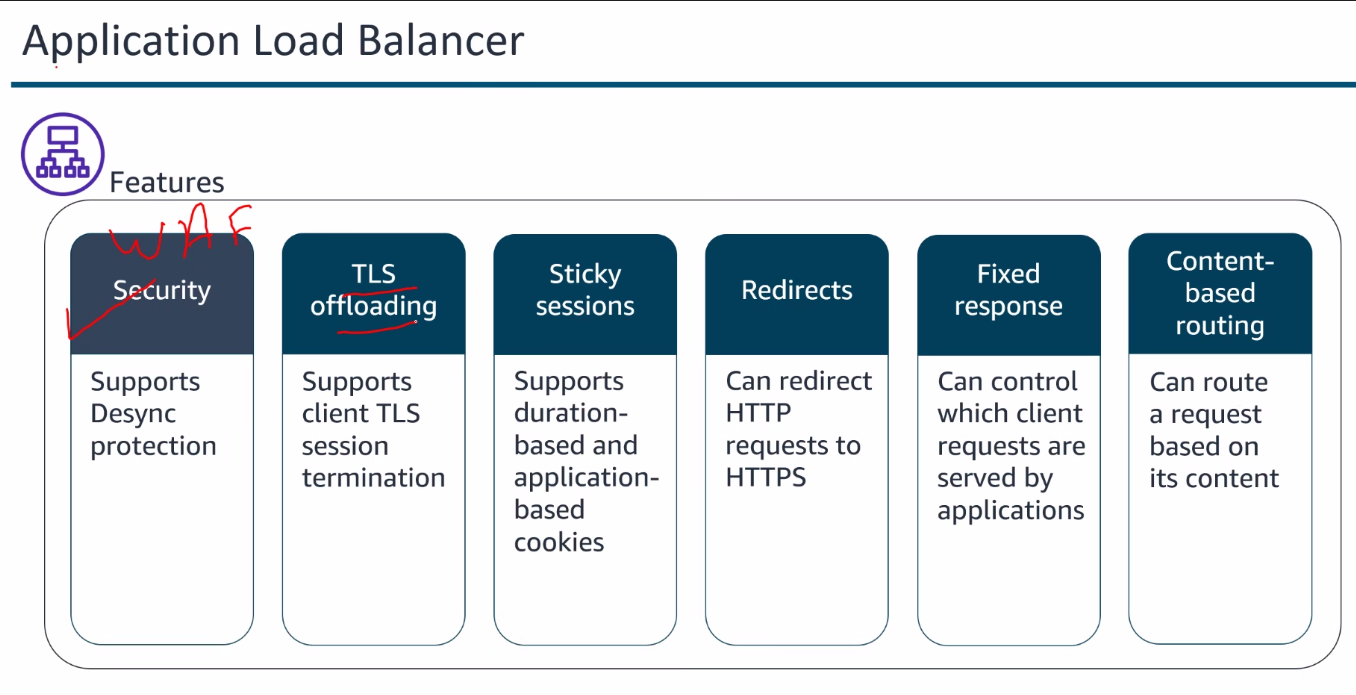 Application Load Balancer
Features
WAF
Security
Supports
Desync
protection
TLS
offloading
Supports
client TLS
session
termination
Sticky
sessions
Supports
duration-
based and
application-
based
cookies
Redirects
Can redirect
HTTP
requests to
HTTPS
Fixed
response
Can control
which client
requests are
served by
applications
Content-
based
routing
Can route
a request
based on
its content